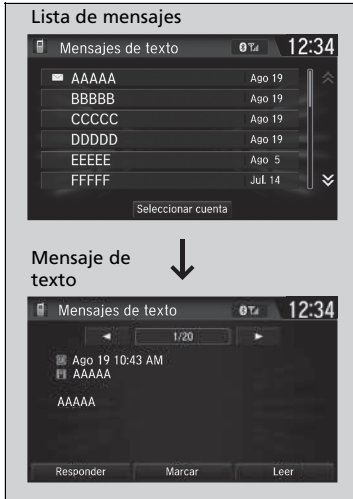 Lista de mensajes
Mensajes de texto 12:34
AAAAA Ago 19
BBBBB Ago 19
CCCCC Ago 19
DDDDD Ago 19
EEEEE Ago 5
FFFFF Jul. 14
Seleccionar cuenta
Mensaje de
texto
Mensajes de texto 12:34
1/20
Ago 19 10:43 AM
AAAAA
AAAAA
Responder Marcar Leer